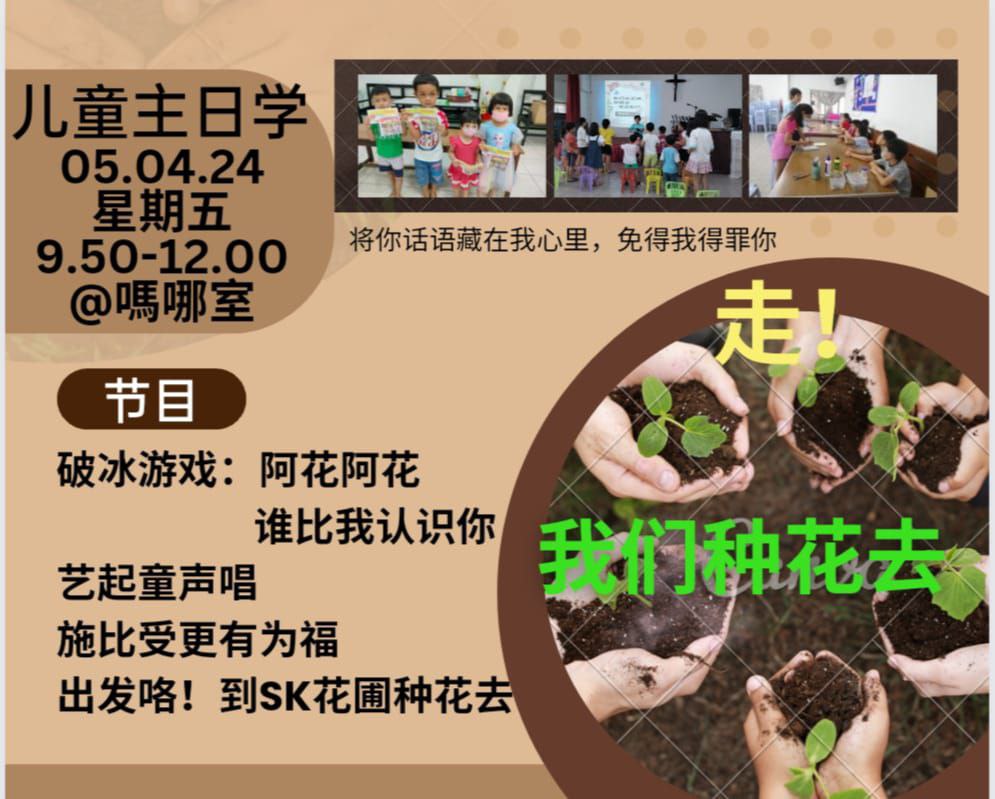 儿童主日学
05.04.24
星期五
9.50-12.00
@嗎哪室
将你话语藏在我心里，免得我得罪你
走！
我们种花去
节目
破冰游戏：阿花阿花
谁比我认识你
艺起童声唱
施比受更有为福
出发咯！到SK花圃种花去